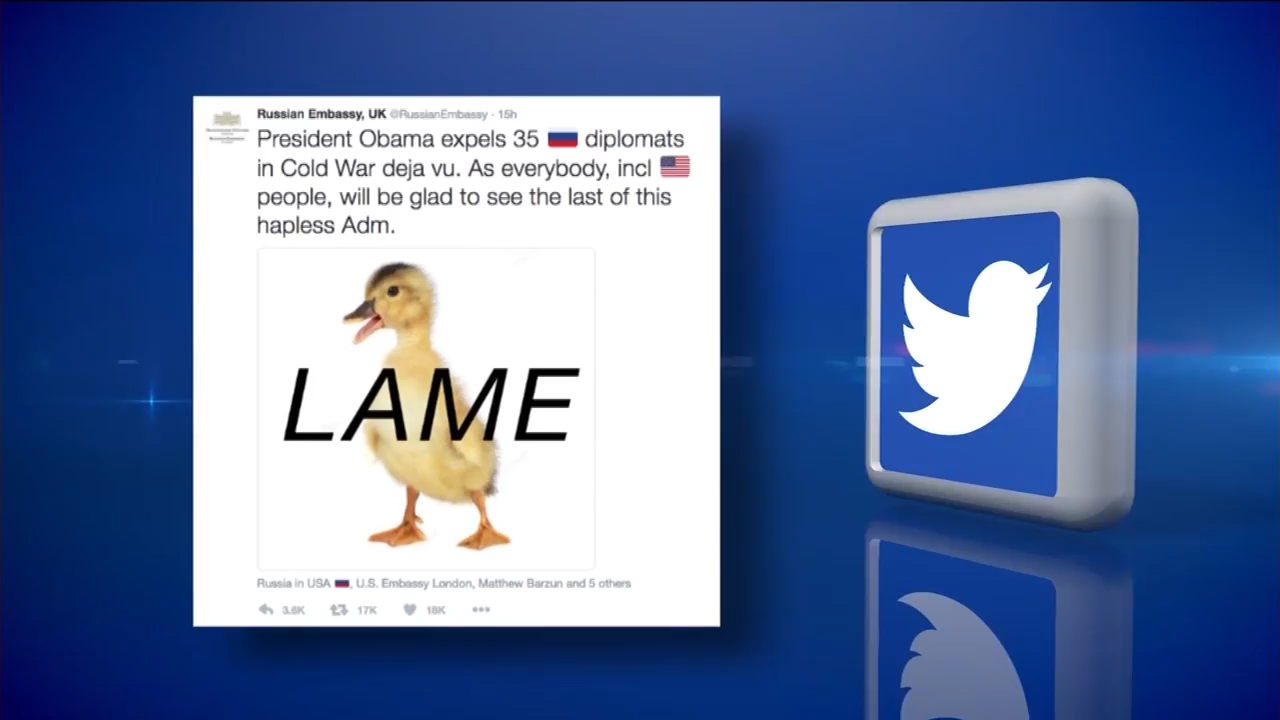 Russian Embassy, UK @RussianEmbassy · 15h
President Obama expels 35 🇷🇺 diplomats
in Cold War deja vu. As everybody, incl 🇺🇸
people, will be glad to see the last of this
hapless Adm.
LAME
Russia in USA 🇷🇺, U.S. Embassy London, Matthew Barzun and 5 others
3.6K 17K 18K